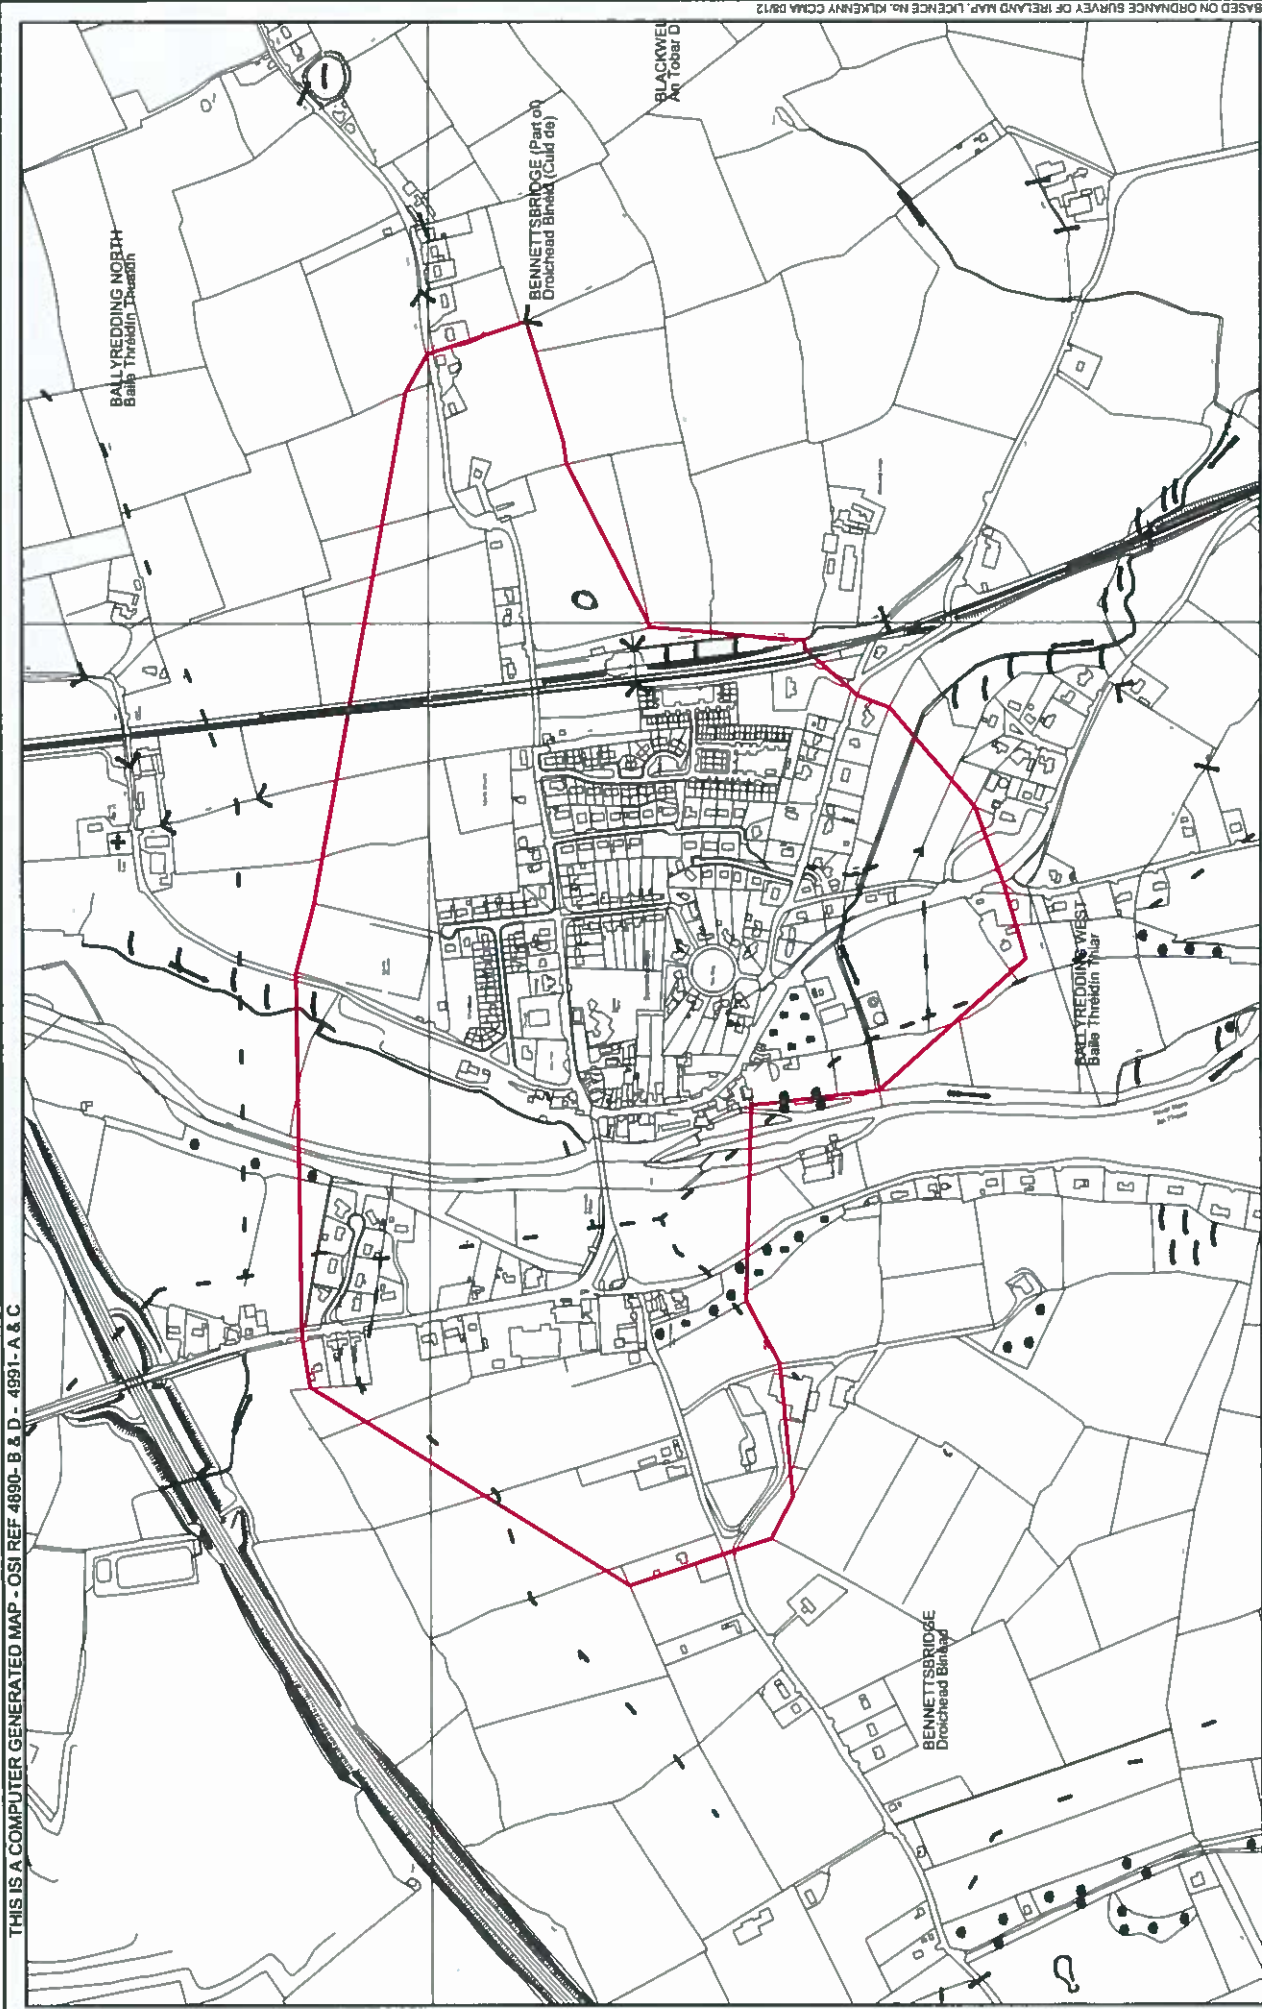 THIS IS A COMPUTER GENERATED MAP - OSI REF 4890- B & D - 4991- A & C
BASED ON ORDNANCE SURVEY OF IRELAND MAP. LICENCE No. KILKENNY CCMA 08/12
BALLYREDDING NORTH
Baile Thréidín Thuaidh
BENNETTSBRIDGE (Part of)
Droichead Binéid (Cuid de)
BLACKWEL
An Tobar D
BALLYREDDING WEST
Baile Thréidín Thiar
BENNETTSBRIDGE
Droichead Binéad